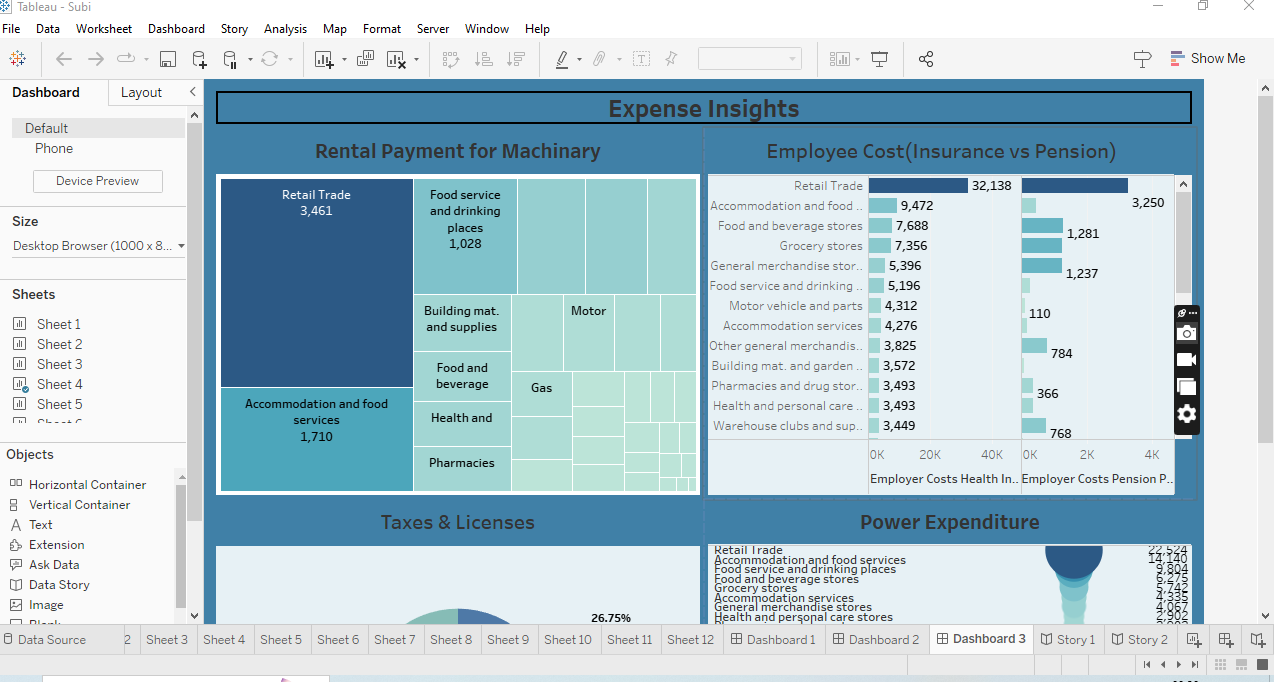 Tableau - Subi
File Data Worksheet Dashboard Story Analysis Map Format Server Window Help
Show Me
Dashboard Layout
Default
Phone
Device Preview
Size
Desktop Browser (1000 x 8...
Sheets
Sheet 1
Sheet 2
Sheet 3
Sheet 4
Sheet 5
Objects
Horizontal Container
Vertical Container
Text
Extension
Ask Data
Data Story
Image
Expense Insights
Rental Payment for Machinary
Retail Trade
3,461
Accommodation and food
services
1,710
Food service
and drinking
places
1,028
Building mat.
and supplies
Food and
beverage
Health and
Pharmacies
Motor
Gas
Employee Cost(Insurance vs Pension)
Retail Trade 32,138 3,250
Accommodation and food .. 9,472
Food and beverage stores 7,688 1,281
Grocery stores 7,356
General merchandise stor.. 5,396 1,237
Food service and drinking .. 5,196
Motor vehicle and parts 4,312 110
Accommodation services 4,276
Other general merchandis.. 3,825 784
Building mat. and garden .. 3,572
Pharmacies and drug stor.. 3,493 366
Health and personal care .. 3,493
Warehouse clubs and sup.. 3,449 768
0K 20K 40K 0K 2K 4K
Employer Costs Health In.. Employer Costs Pension P..
Taxes & Licenses
26.75%
Power Expenditure
Retail Trade 22,524
Accommodation and food services 14,140
Food service and drinking places 9,804
Food and beverage stores 6,275
Grocery stores 5,742
Accommodation services 4,335
General merchandise stores 4,067
Health and personal care stores 2,902
Data Source 2 Sheet 3 Sheet 4 Sheet 5 Sheet 6 Sheet 7 Sheet 8 Sheet 9 Sheet 10 Sheet 11 Sheet 12 Dashboard 1 Dashboard 2 Dashboard 3 Story 1 Story 2